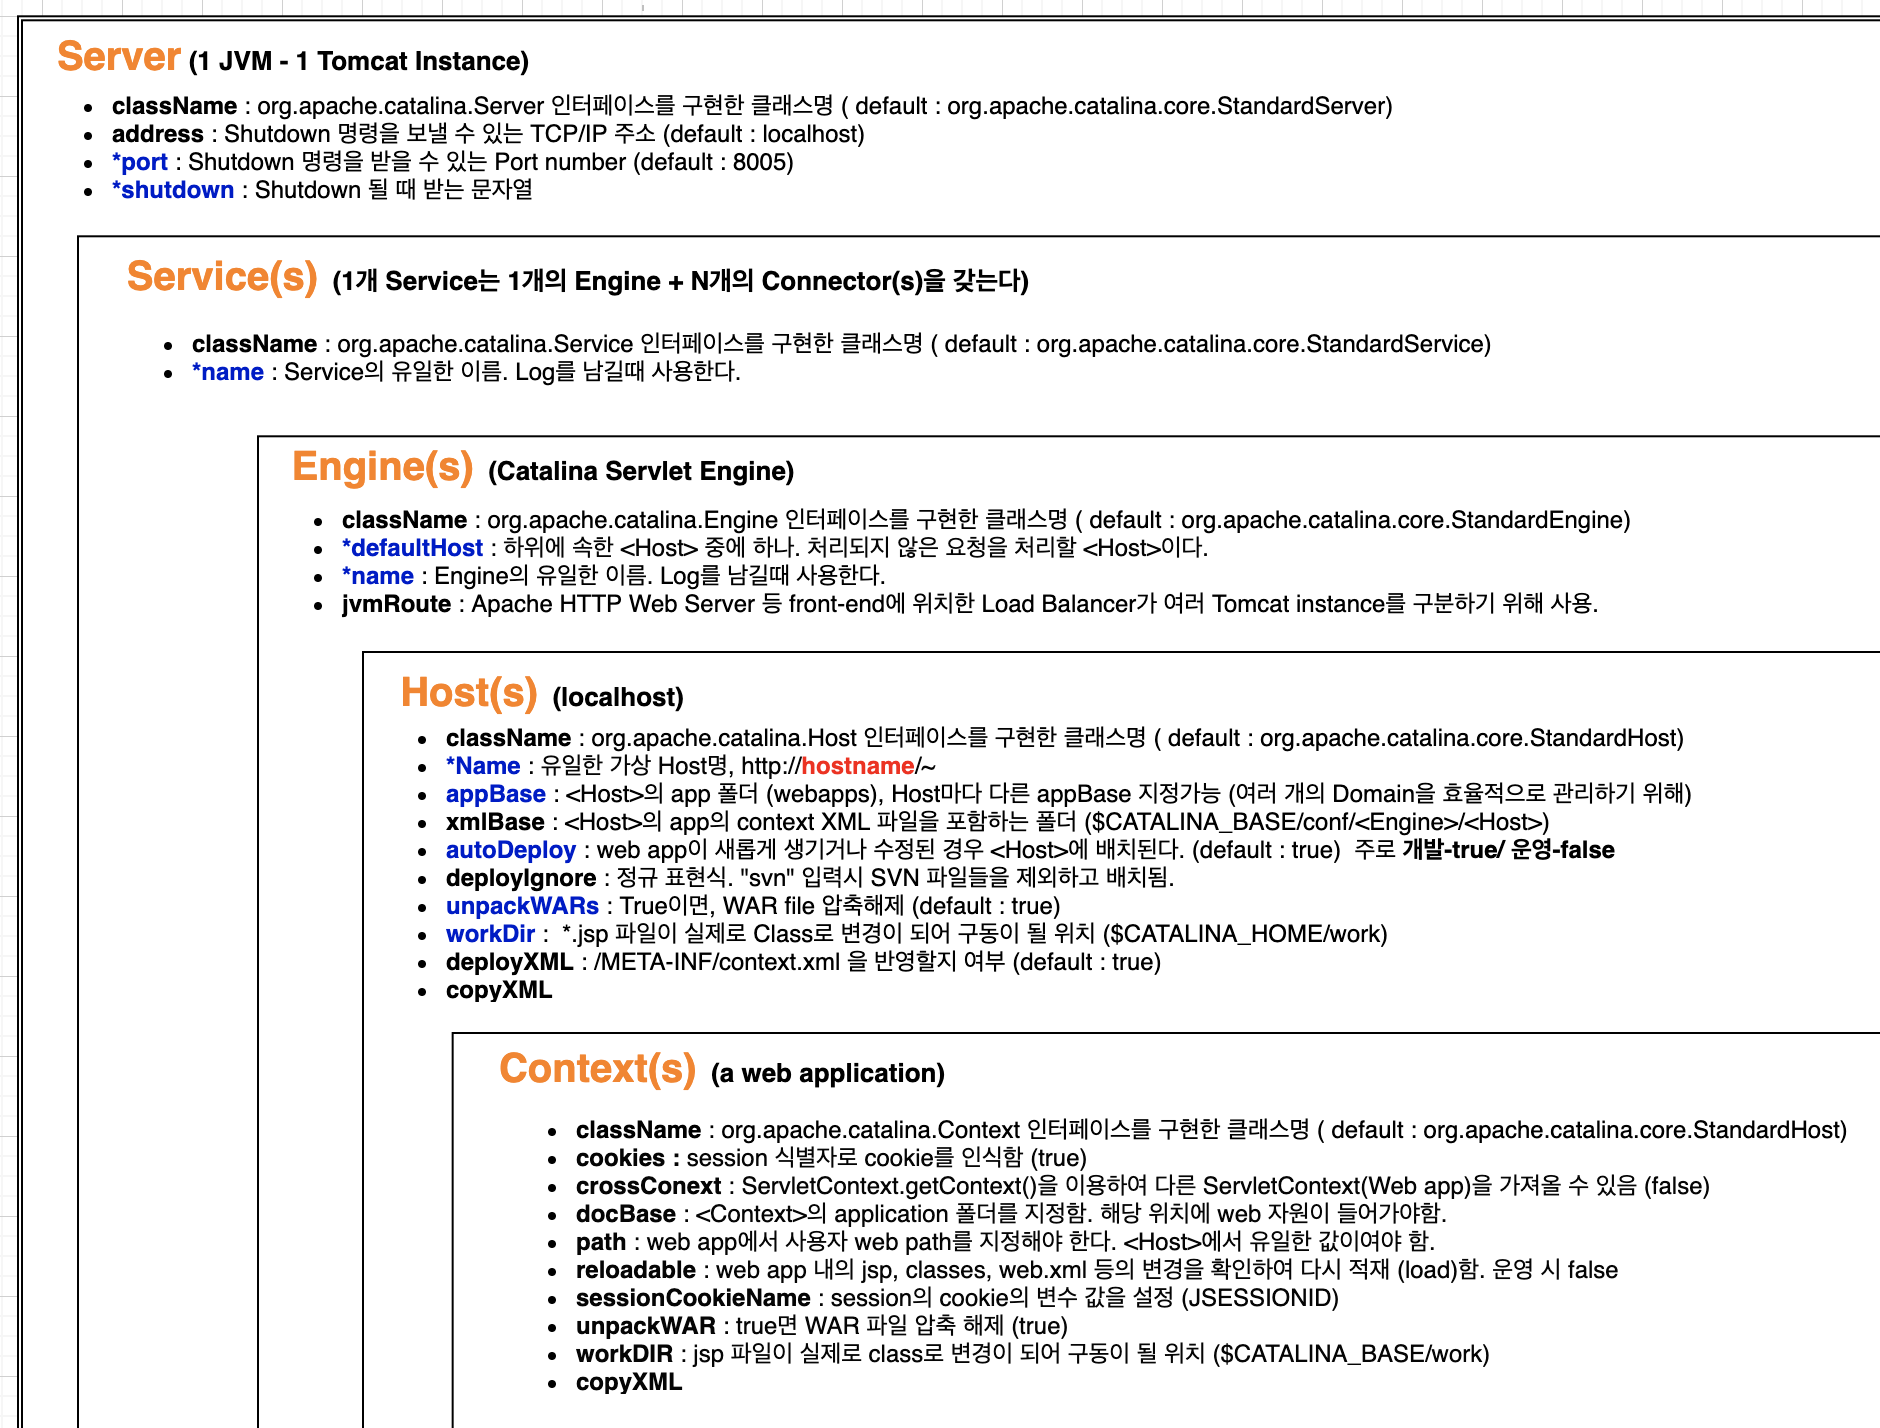 Server (1 JVM - 1 Tomcat Instance)
• className : org.apache.catalina.Server 인터페이스를 구현한 클래스명 ( default : org.apache.catalina.core.StandardServer)
• address : Shutdown 명령을 보낼 수 있는 TCP/IP 주소 (default : localhost)
• *port : Shutdown 명령을 받을 수 있는 Port number (default : 8005)
• *shutdown : Shutdown 될 때 받는 문자열
Service(s) (1개 Service는 1개의 Engine + N개의 Connector(s)을 갖는다)
• className : org.apache.catalina.Service 인터페이스를 구현한 클래스명 ( default : org.apache.catalina.core.StandardService)
• *name : Service의 유일한 이름. Log를 남길때 사용한다.
Engine(s) (Catalina Servlet Engine)
• className : org.apache.catalina.Engine 인터페이스를 구현한 클래스명 ( default : org.apache.catalina.core.StandardEngine)
• *defaultHost : 하위에 속한 <Host> 중에 하나. 처리되지 않은 요청을 처리할 <Host>이다.
• *name : Engine의 유일한 이름. Log를 남길때 사용한다.
• jvmRoute : Apache HTTP Web Server 등 front-end에 위치한 Load Balancer가 여러 Tomcat instance를 구분하기 위해 사용.
Host(s) (localhost)
• className : org.apache.catalina.Host 인터페이스를 구현한 클래스명 ( default : org.apache.catalina.core.StandardHost)
• *Name : 유일한 가상 Host명, http://hostname/~
• appBase : <Host>의 app 폴더 (webapps), Host마다 다른 appBase 지정가능 (여러 개의 Domain을 효율적으로 관리하기 위해)
• xmlBase : <Host>의 app의 context XML 파일을 포함하는 폴더 ($CATALINA_BASE/conf/<Engine>/<Host>)
• autoDeploy : web app이 새롭게 생기거나 수정된 경우 <Host>에 배치된다. (default : true) 주로 개발-true/ 운영-false
• deployIgnore : 정규 표현식. "svn" 입력시 SVN 파일들을 제외하고 배치됨.
• unpackWARs : True이면, WAR file 압축해제 (default : true)
• workDir : *.jsp 파일이 실제로 Class로 변경이 되어 구동이 될 위치 ($CATALINA_HOME/work)
• deployXML : /META-INF/context.xml 을 반영할지 여부 (default : true)
• copyXML
Context(s) (a web application)
• className : org.apache.catalina.Context 인터페이스를 구현한 클래스명 ( default : org.apache.catalina.core.StandardHost)
• cookies : session 식별자로 cookie를 인식함 (true)
• crossConext : ServletContext.getContext()을 이용하여 다른 ServletContext(Web app)을 가져올 수 있음 (false)
• docBase : <Context>의 application 폴더를 지정함. 해당 위치에 web 자원이 들어가야함.
• path : web app에서 사용자 web path를 지정해야 한다. <Host>에서 유일한 값이여야 함.
• reloadable : web app 내의 jsp, classes, web.xml 등의 변경을 확인하여 다시 적재 (load)함. 운영 시 false
• sessionCookieName : session의 cookie의 변수 값을 설정 (JSESSIONID)
• unpackWAR : true면 WAR 파일 압축 해제 (true)
• workDIR : jsp 파일이 실제로 class로 변경이 되어 구동이 될 위치 ($CATALINA_BASE/work)
• copyXML